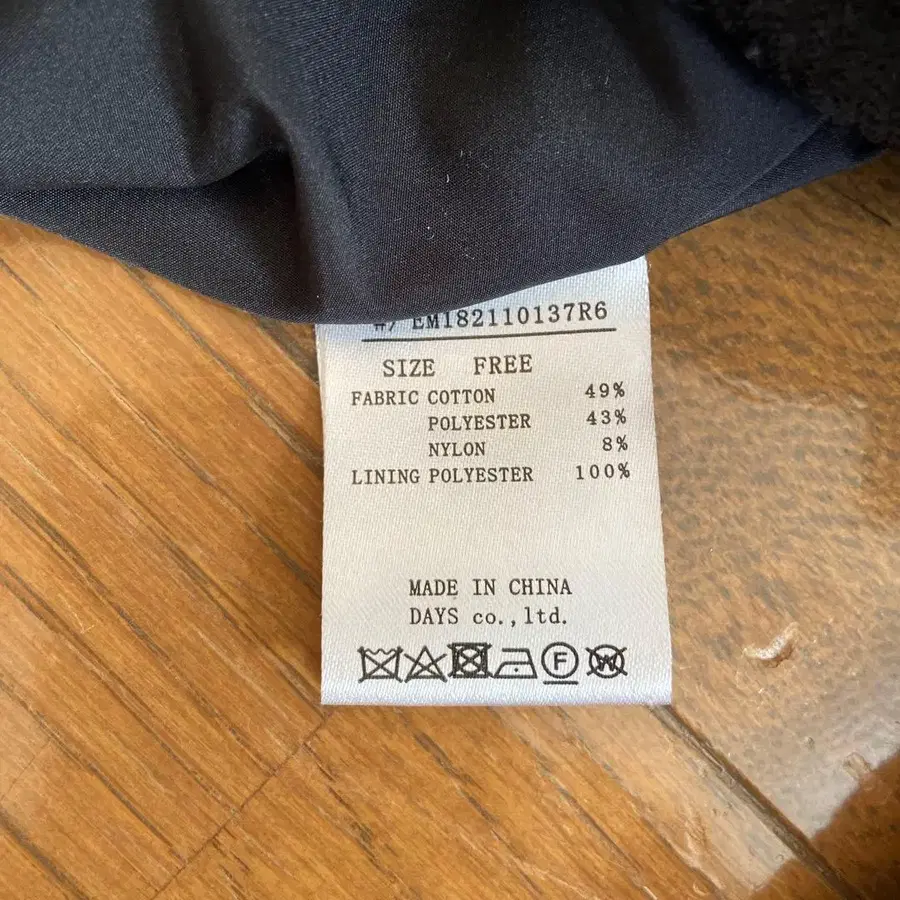 #7 EM182110137R6
SIZE FREE
FABRIC COTTON 49%
POLYESTER 43%
NYLON 8%
LINING POLYESTER 100%
MADE IN CHINA
DAYS co.,ltd.
F W